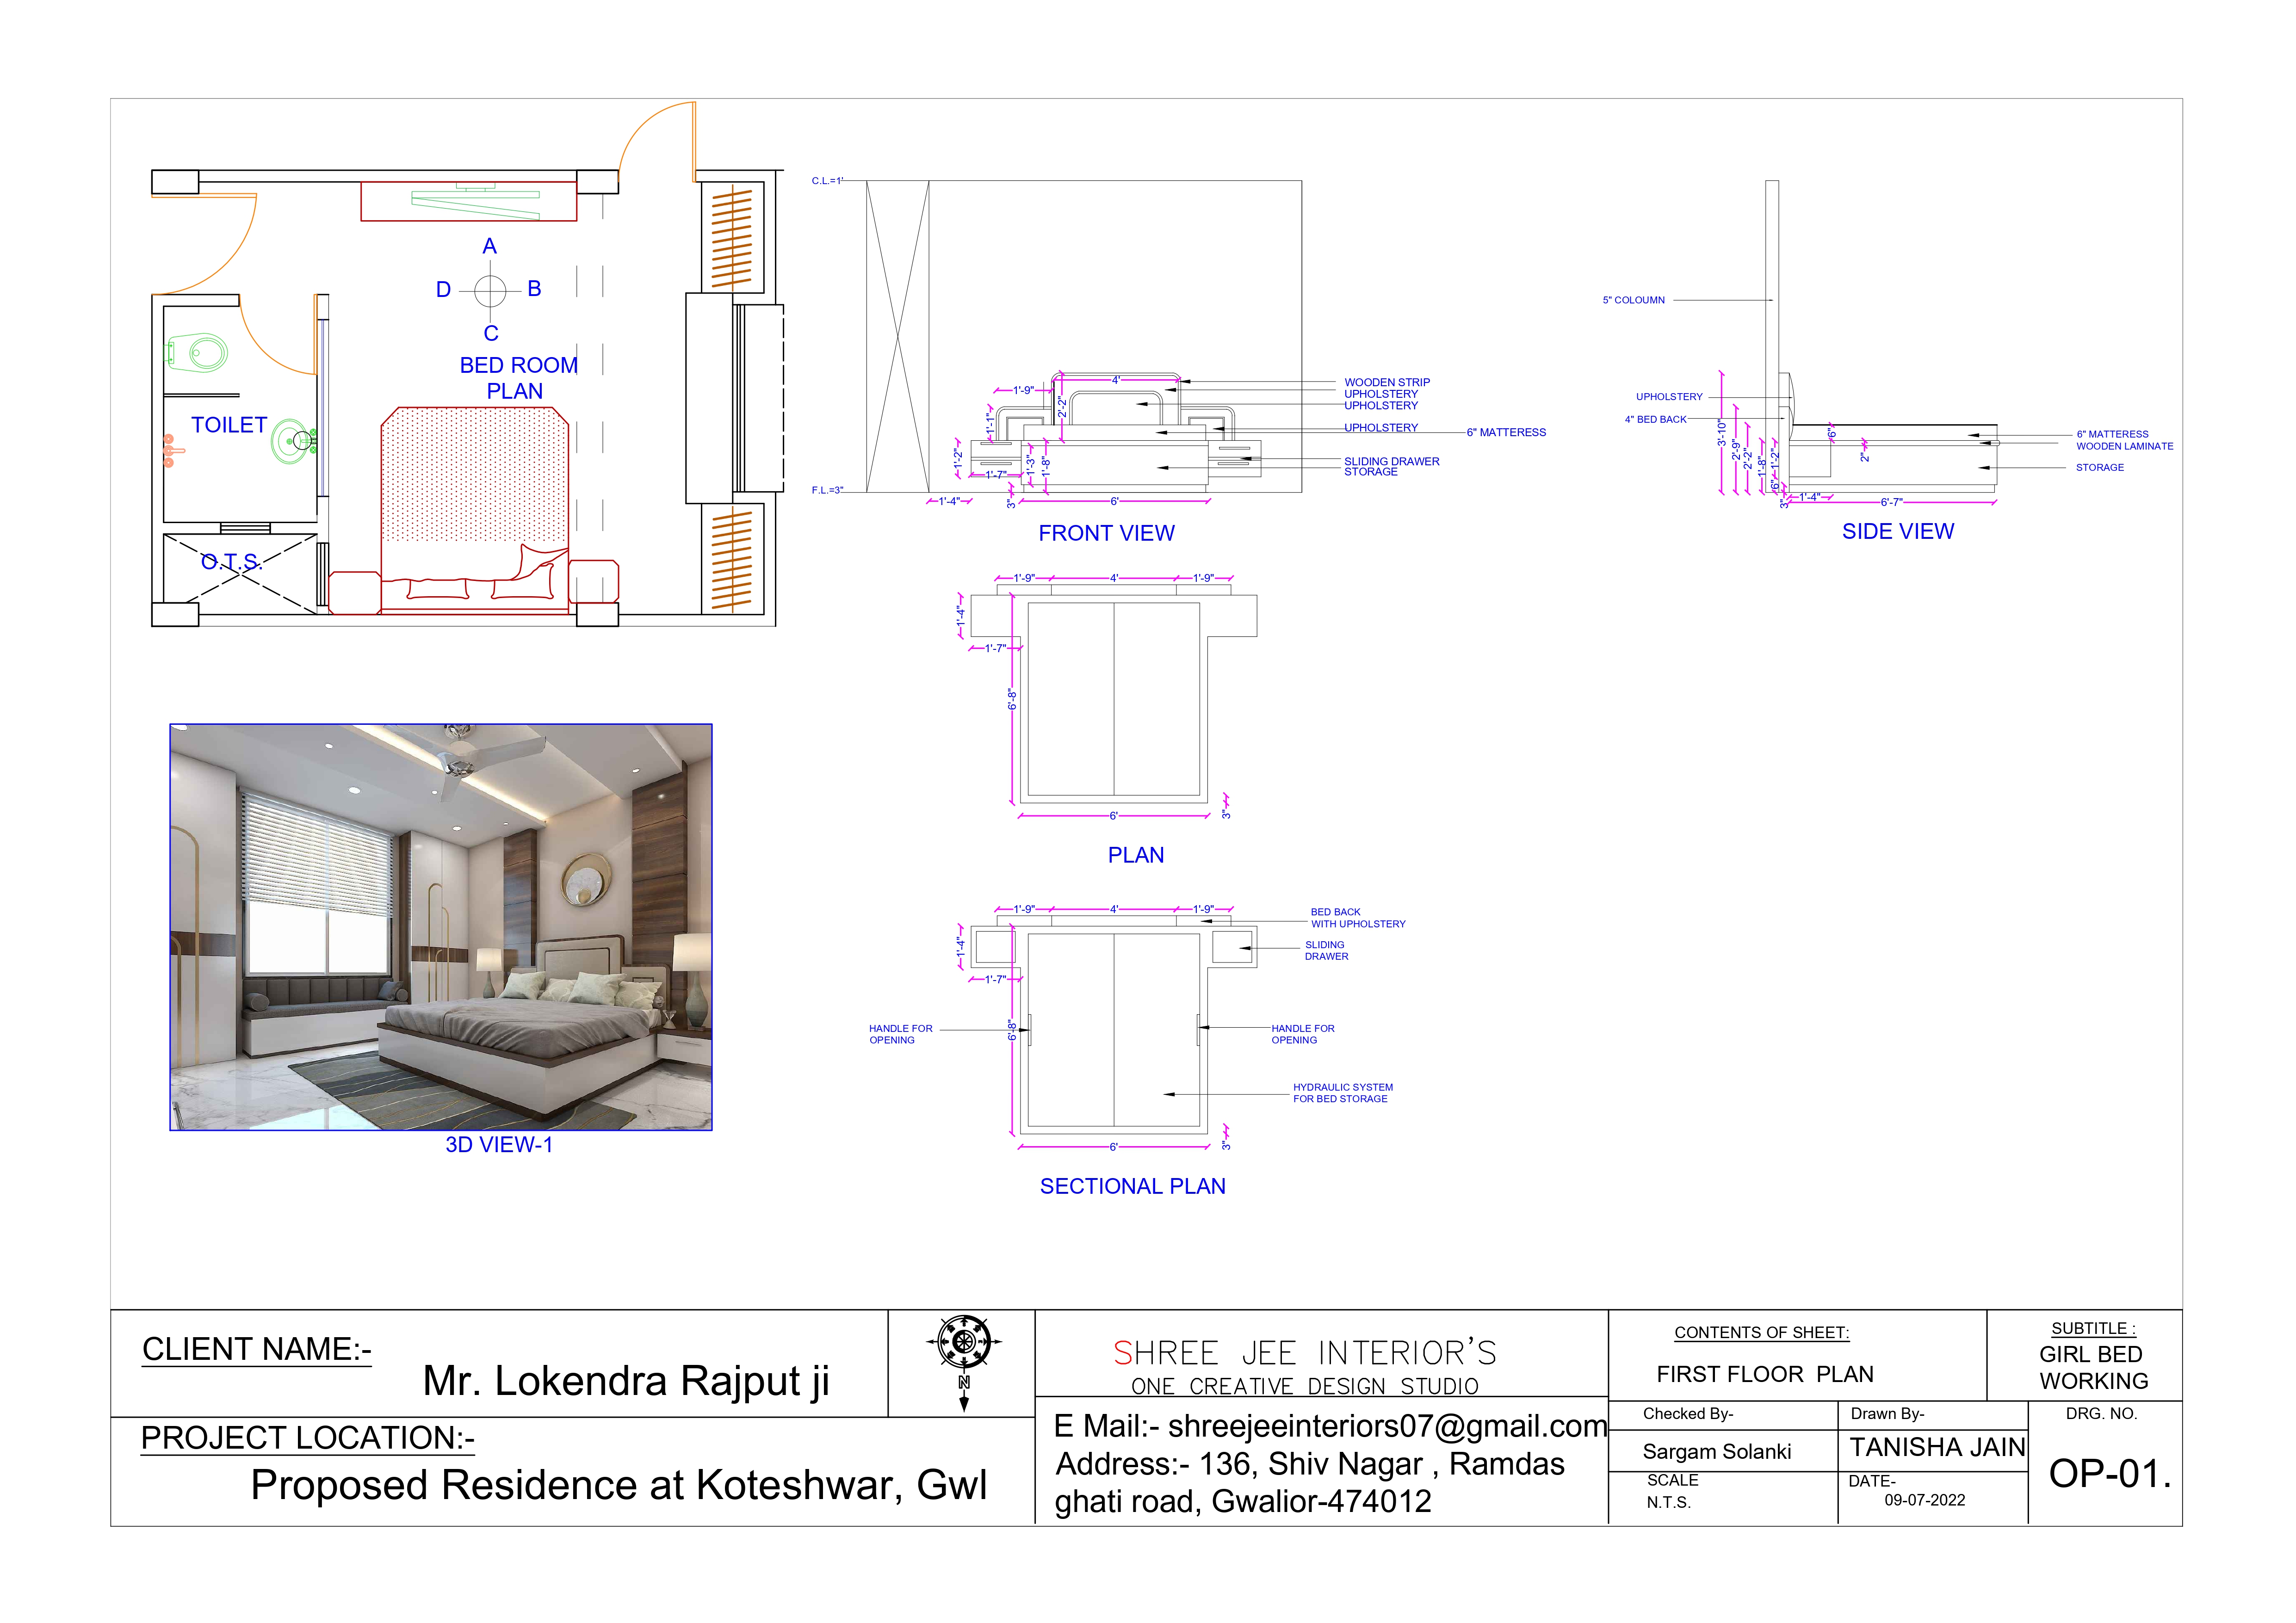 A
D
B
C
BED ROOM
PLAN
TOILET
O.T.S.
C.L.=1'
F.L.=3"
1'-9"
4'
2'-2"
1'-1"
1'-2"
1'-7"
1'-3"
1'-8"
1'-4"
3"
6'
WOODEN STRIP
UPHOLSTERY
UPHOLSTERY
UPHOLSTERY
6" MATTERESS
SLIDING DRAWER
STORAGE
FRONT VIEW
5" COLOUMN
UPHOLSTERY
4" BED BACK
3'-10"
2'-9"
2'-2"
1'-8"
1'-2"
6"
3"
6"
2"
1'-4"
6'-7"
6" MATTERESS
WOODEN LAMINATE
STORAGE
SIDE VIEW
1'-9"
4'
1'-9"
1'-4"
1'-7"
6'-8"
6'
3"
PLAN
1'-9"
4'
1'-9"
BED BACK
WITH UPHOLSTERY
1'-4"
SLIDING
DRAWER
1'-7"
6'-8"
HANDLE FOR
OPENING
HANDLE FOR
OPENING
HYDRAULIC SYSTEM
FOR BED STORAGE
6'
3"
SECTIONAL PLAN
3D VIEW-1
CLIENT NAME:-
Mr. Lokendra Rajput ji
PROJECT LOCATION:-
Proposed Residence at Koteshwar, Gwl
N
SHREE JEE INTERIOR'S
ONE CREATIVE DESIGN STUDIO
E Mail:- shreejeeinteriors07@gmail.com
Address:- 136, Shiv Nagar , Ramdas
ghati road, Gwalior-474012
CONTENTS OF SHEET:
FIRST FLOOR PLAN
SUBTITLE :
GIRL BED
WORKING
Checked By-
Sargam Solanki
Drawn By-
TANISHA JAIN
SCALE
N.T.S.
DATE-
09-07-2022
DRG. NO.
OP-01.